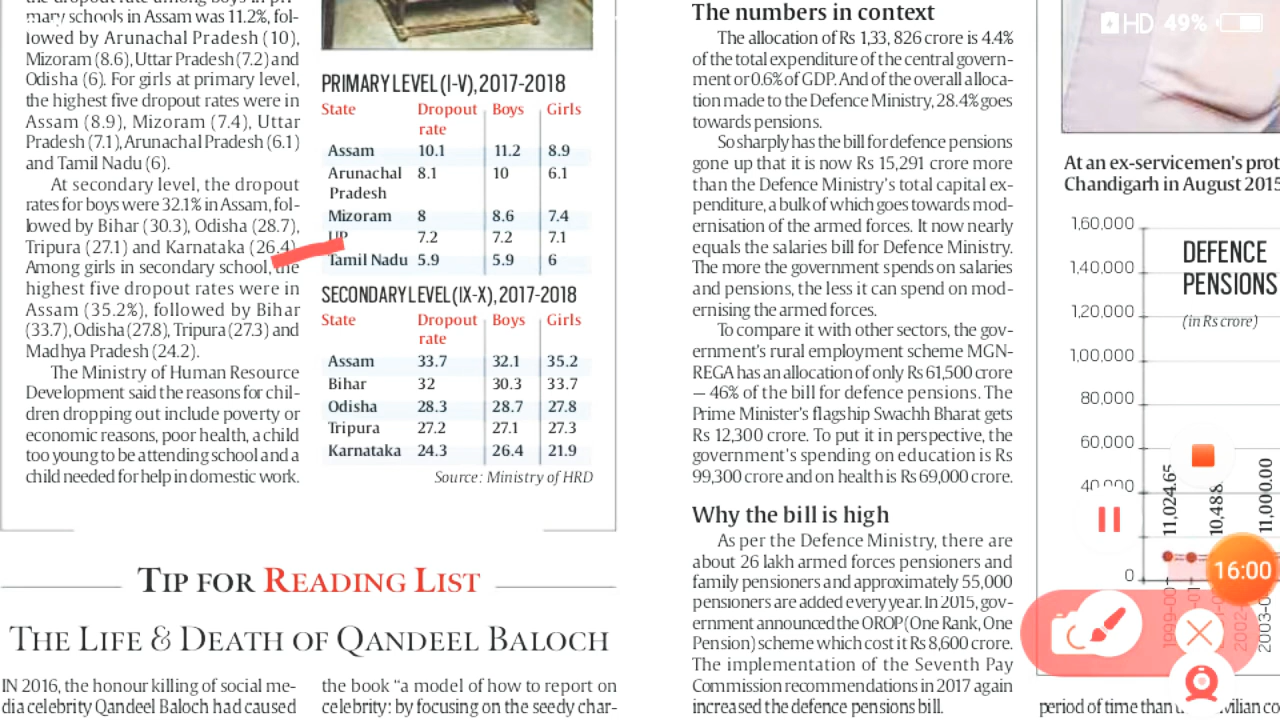 mary schools in Assam was 11.2%, fol-
lowed by Arunachal Pradesh (10),
Mizoram (8.6), Uttar Pradesh (7.2) and
Odisha (6). For girls at primary level,
the highest five dropout rates were in
Assam (8.9), Mizoram (7.4), Uttar
Pradesh (7.1), Arunachal Pradesh (6.1)
and Tamil Nadu (6).
At secondary level, the dropout
rates for boys were 32.1% in Assam, fol-
lowed by Bihar (30.3), Odisha (28.7),
Tripura (27.1) and Karnataka (26.4).
Among girls in secondary school, the
highest five dropout rates were in
Assam (35.2%), followed by Bihar
(33.7), Odisha (27.8), Tripura (27.3) and
Madhya Pradesh (24.2).
The Ministry of Human Resource
Development said the reasons for chil-
dren dropping out include poverty or
economic reasons, poor health, a child
too young to be attending school and a
child needed for help in domestic work.
PRIMARY LEVEL (I-V), 2017-2018
State Dropout rate Boys Girls
Assam 10.1 11.2 8.9
Arunachal Pradesh 8.1 10 6.1
Mizoram 8 8.6 7.4
UP 7.2 7.2 7.1
Tamil Nadu 5.9 5.9 6
SECONDARY LEVEL (IX-X), 2017-2018
State Dropout rate Boys Girls
Assam 33.7 32.1 35.2
Bihar 32 30.3 33.7
Odisha 28.3 28.7 27.8
Tripura 27.2 27.1 27.3
Karnataka 24.3 26.4 21.9
Source: Ministry of HRD
TIP FOR READING LIST
THE LIFE & DEATH OF QANDEEL BALOCH
IN 2016, the honour killing of social me-
dia celebrity Qandeel Baloch had caused
the book “a model of how to report on
celebrity: by focusing on the seedy char-
The numbers in context
The allocation of Rs 1,33, 826 crore is 4.4%
of the total expenditure of the central govern-
ment or 0.6% of GDP. And of the overall alloca-
tion made to the Defence Ministry, 28.4% goes
towards pensions.
So sharply has the bill for defence pensions
gone up that it is now Rs 15,291 crore more
than the Defence Ministry's total capital ex-
penditure, a bulk of which goes towards mod-
ernisation of the armed forces. It now nearly
equals the salaries bill for Defence Ministry.
The more the government spends on salaries
and pensions, the less it can spend on mod-
ernising the armed forces.
To compare it with other sectors, the gov-
ernment's rural employment scheme MGN-
REGA has an allocation of only Rs 61,500 crore
— 46% of the bill for defence pensions. The
Prime Minister's flagship Swachh Bharat gets
Rs 12,300 crore. To put it in perspective, the
government's spending on education is Rs
99,300 crore and on health is Rs 69,000 crore.
Why the bill is high
As per the Defence Ministry, there are
about 26 lakh armed forces pensioners and
family pensioners and approximately 55,000
pensioners are added every year. In 2015, gov-
ernment announced the OROP (One Rank, One
Pension) scheme which cost it Rs 8,600 crore.
The implementation of the Seventh Pay
Commission recommendations in 2017 again
increased the defence pensions bill.
HD 49%
At an ex-servicemen's prot
Chandigarh in August 2015
DEFENCE
PENSIONS
(in Rs crore)
1,60,000
1,40,000
1,20,000
1,00,000
80,000
60,000
40,000
0
11,024.65
10,488
11,000.00
16:00
period of time than